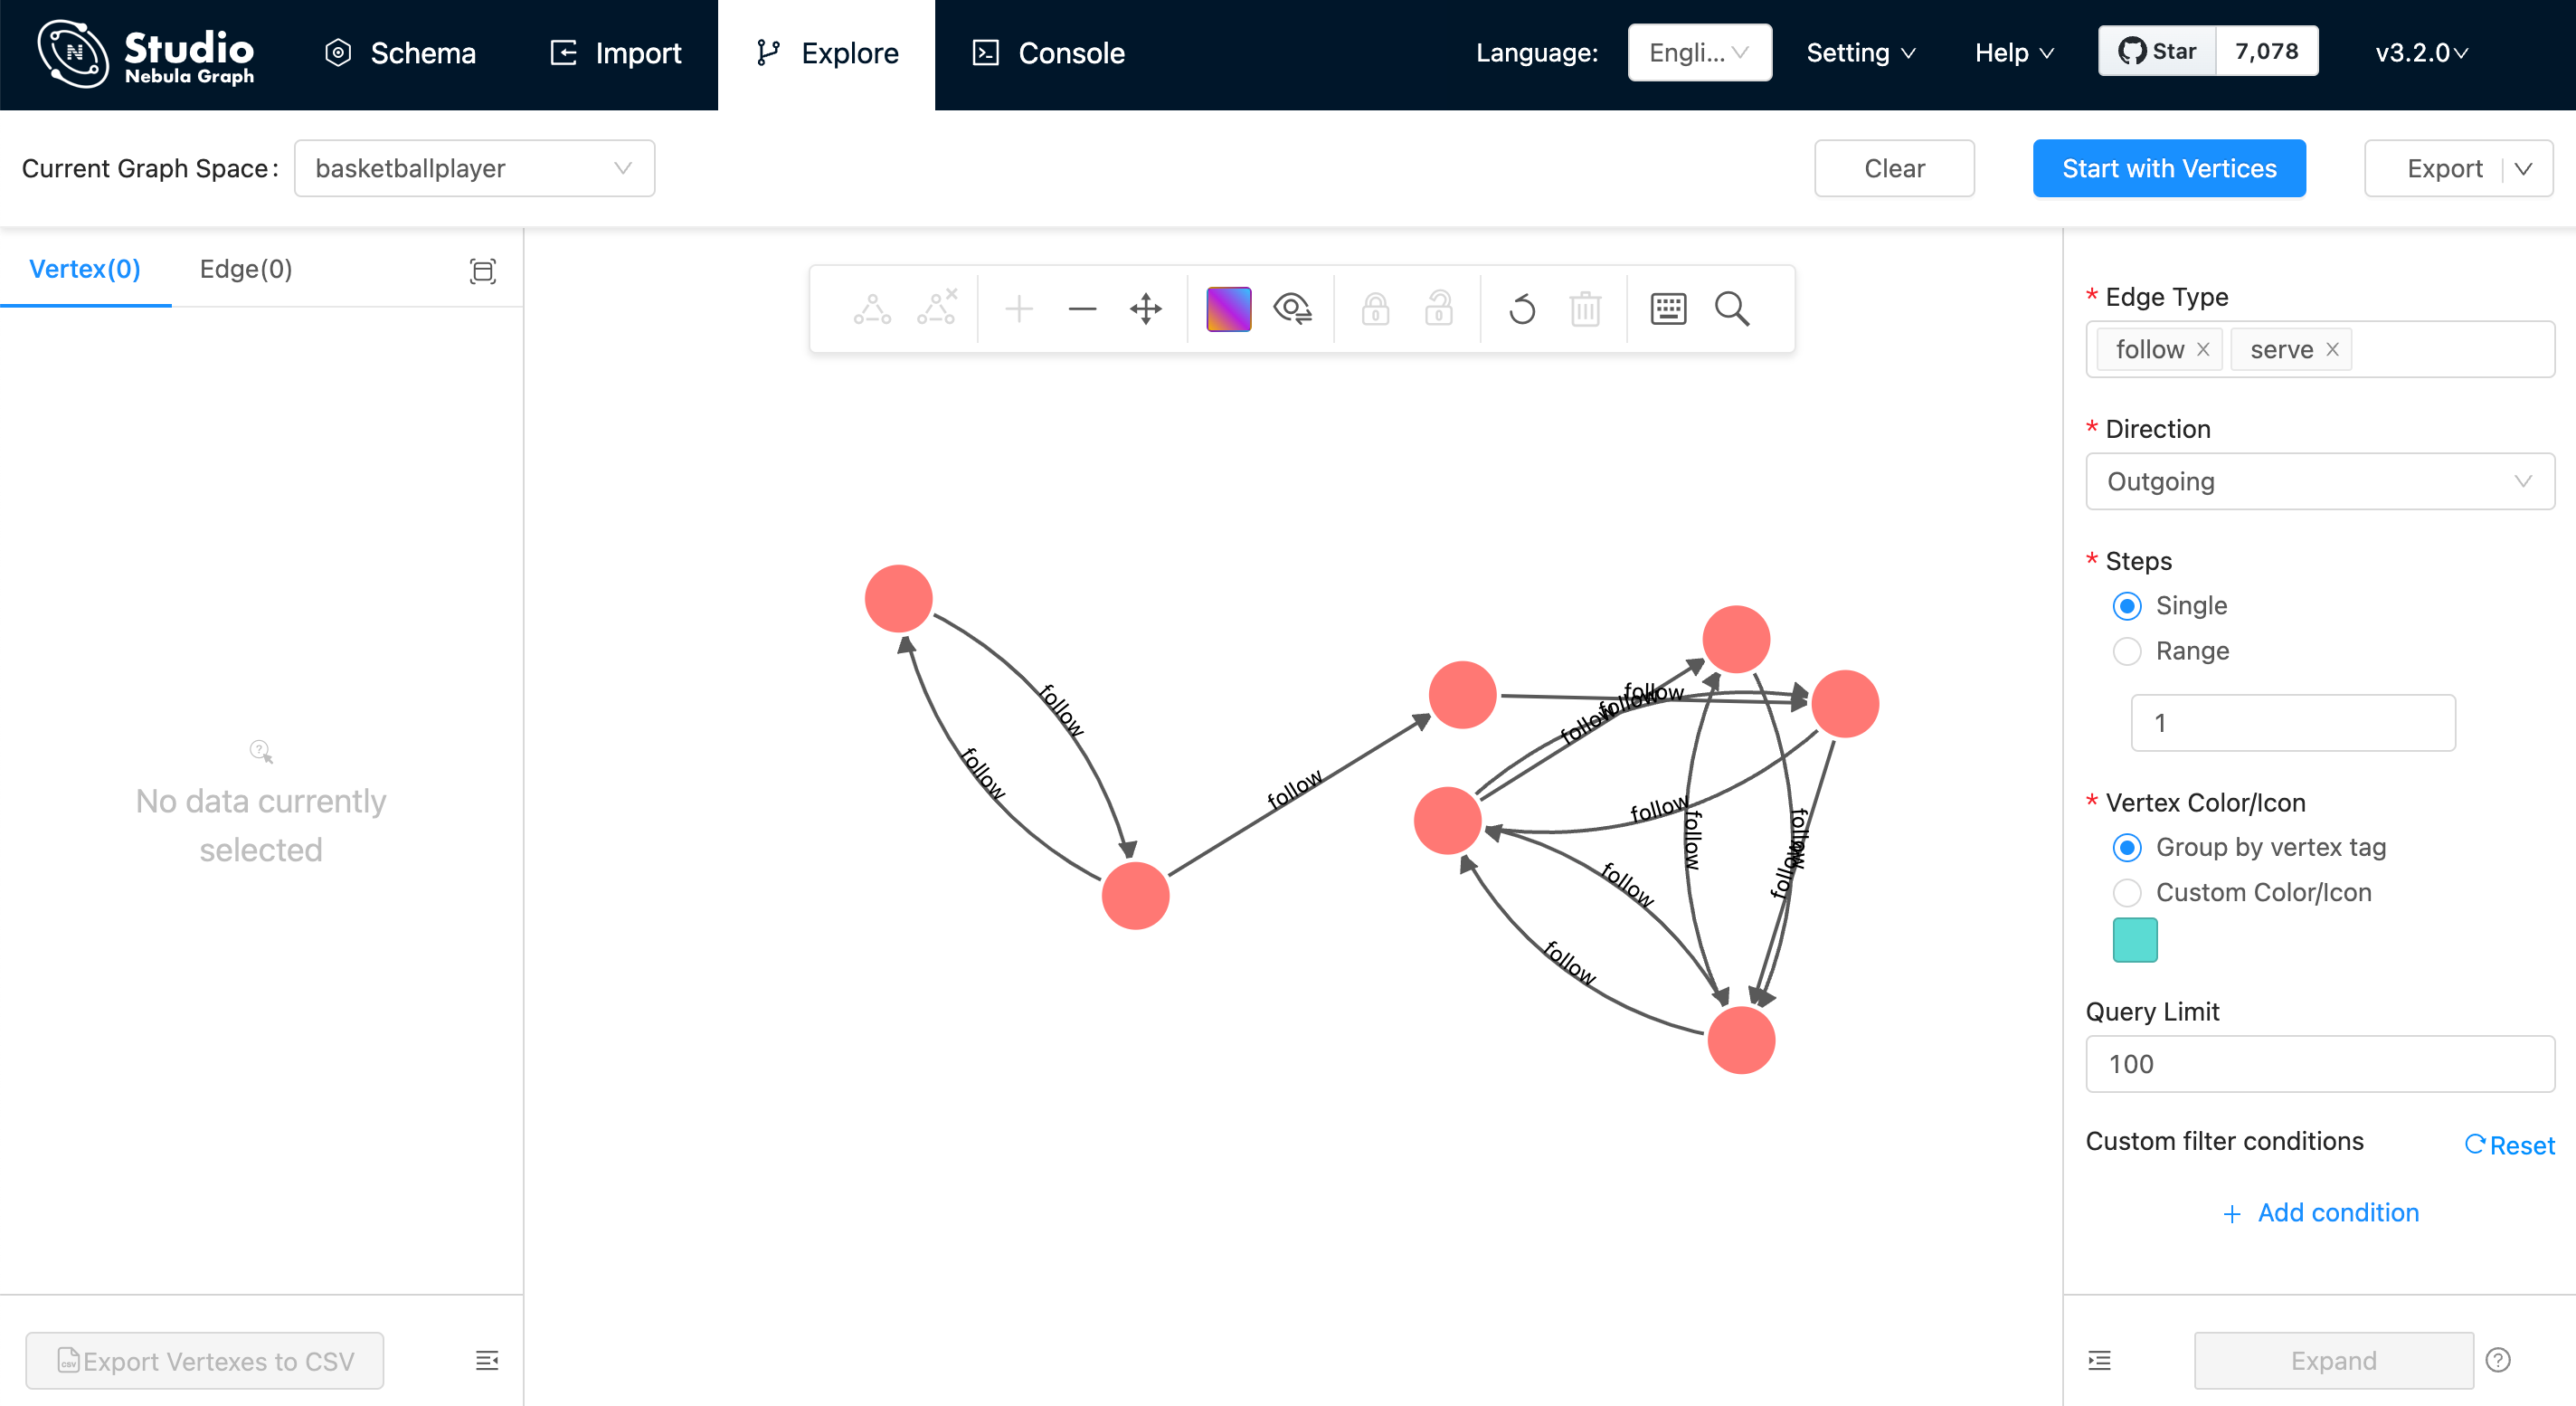 Studio
Nebula Graph
Schema
Import
Explore
Console
Language:
Engli...
Setting
Help
Star
7,078
v3.2.0
Current Graph Space:
basketballplayer
Clear
Start with Vertices
Export
Vertex(0)
Edge(0)
No data currently
selected
follow
follow
follow
follow
follow
follow
follow
follow
follow
follow
follow
follow
Export Vertexes to CSV
* Edge Type
follow
serve
* Direction
Outgoing
* Steps
Single
Range
1
* Vertex Color/Icon
Group by vertex tag
Custom Color/Icon
Query Limit
100
Custom filter conditions
Reset
+ Add condition
Expand